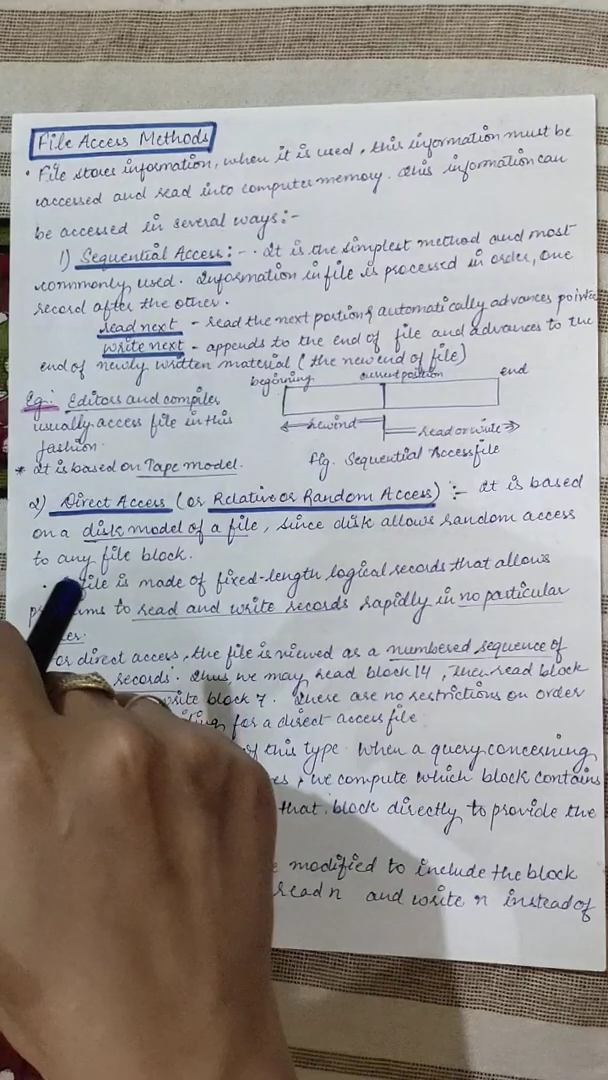 File Access Methods
• File stores information, when it is used, this information must be
accessed and read into computer memory. This information can
be accessed in several ways:-
1) Sequential Access:- - It is the simplest method and most
commonly used. Information in file is processed in order, one
record after the other.
read next - read the next portion & automatically advances pointer
write next - appends to the end of file and advances to the
end of newly written material (the new end of file)
Eg: Editors and compiler
usually access file in this
fashion.
* It is based on Tape model.
beginning current position end
rewind read or write
fig. Sequential Access file
2) Direct Access (or Relative or Random Access) :- It is based
on a disk model of a file, since disk allows random access
to any file block.
• file is made of fixed-length logical records that allows
to read and write records rapidly in no particular
direct access, the file is viewed as a numbered sequence of
records. Thus we may read block 14, then read block
write block 7. There are no restrictions on order
for a direct access file
of this type. When a query concerning
, we compute which block contains
that block directly to provide the
modified to include the block
read n and write n instead of